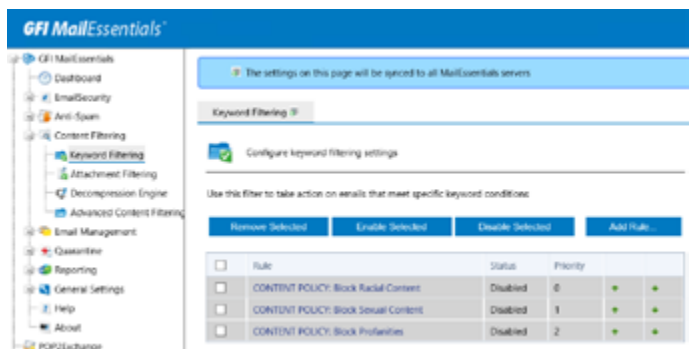 GFI MailEssentials
GFI MailEssentials
Dashboard
EmailSecurity
Anti-Spam
Content Filtering
Keyword Filtering
Attachment Filtering
Decompression Engine
Advanced Content Filtering
Email Management
Quarantine
Reporting
General Settings
Help
About
POP2Exchange
The settings on this page will be synced to all MailEssentials servers
Keyword Filtering
Configure keyword filtering settings
Use this filter to take action on emails that meet specific keyword conditions
Remove Selected Enable Selected Disable Selected Add Rule...
Rule Status Priority
CONTENT POLICY: Block Racial Content Disabled 0
CONTENT POLICY: Block Sexual Content Disabled 1
CONTENT POLICY: Block Profanities Disabled 2